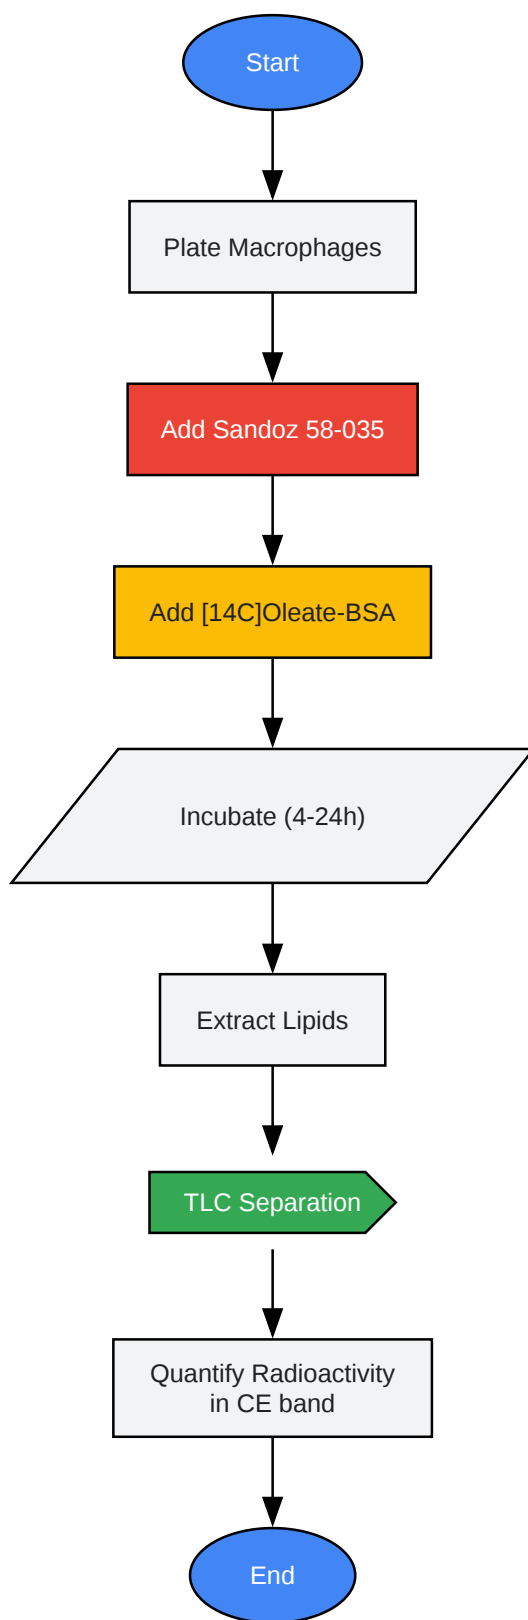 Start
Plate Macrophages
Add Sandoz 58-035
Add [14C]Oleate-BSA
Incubate (4-24h)
Extract Lipids
TLC Separation
Quantify Radioactivity
in CE band
End